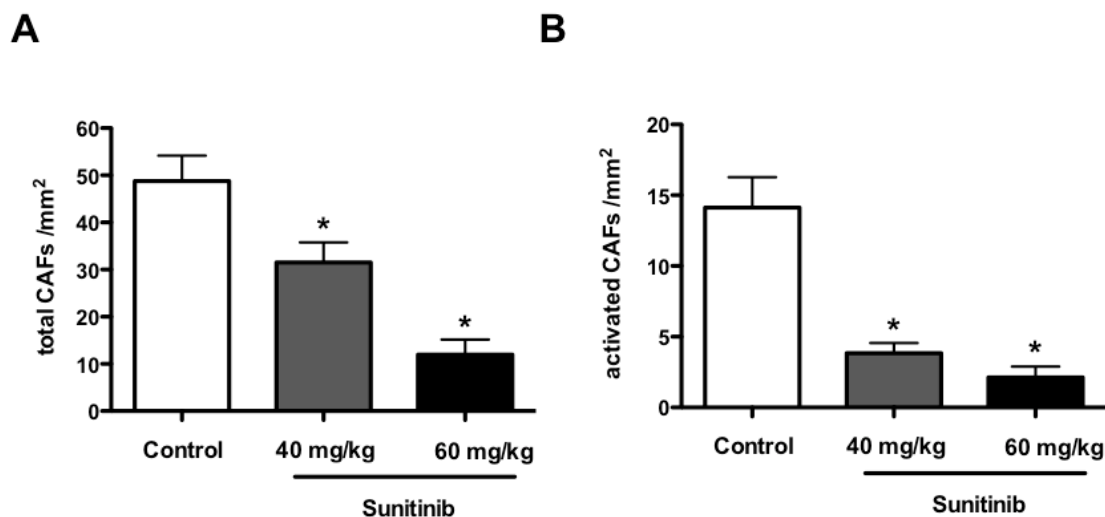 A
total CAFs /mm²
60
50
40
30
20
10
0
*
*
Control
40 mg/kg
60 mg/kg
Sunitinib
B
activated CAFs /mm²
20
15
10
5
0
*
*
Control
40 mg/kg
60 mg/kg
Sunitinib